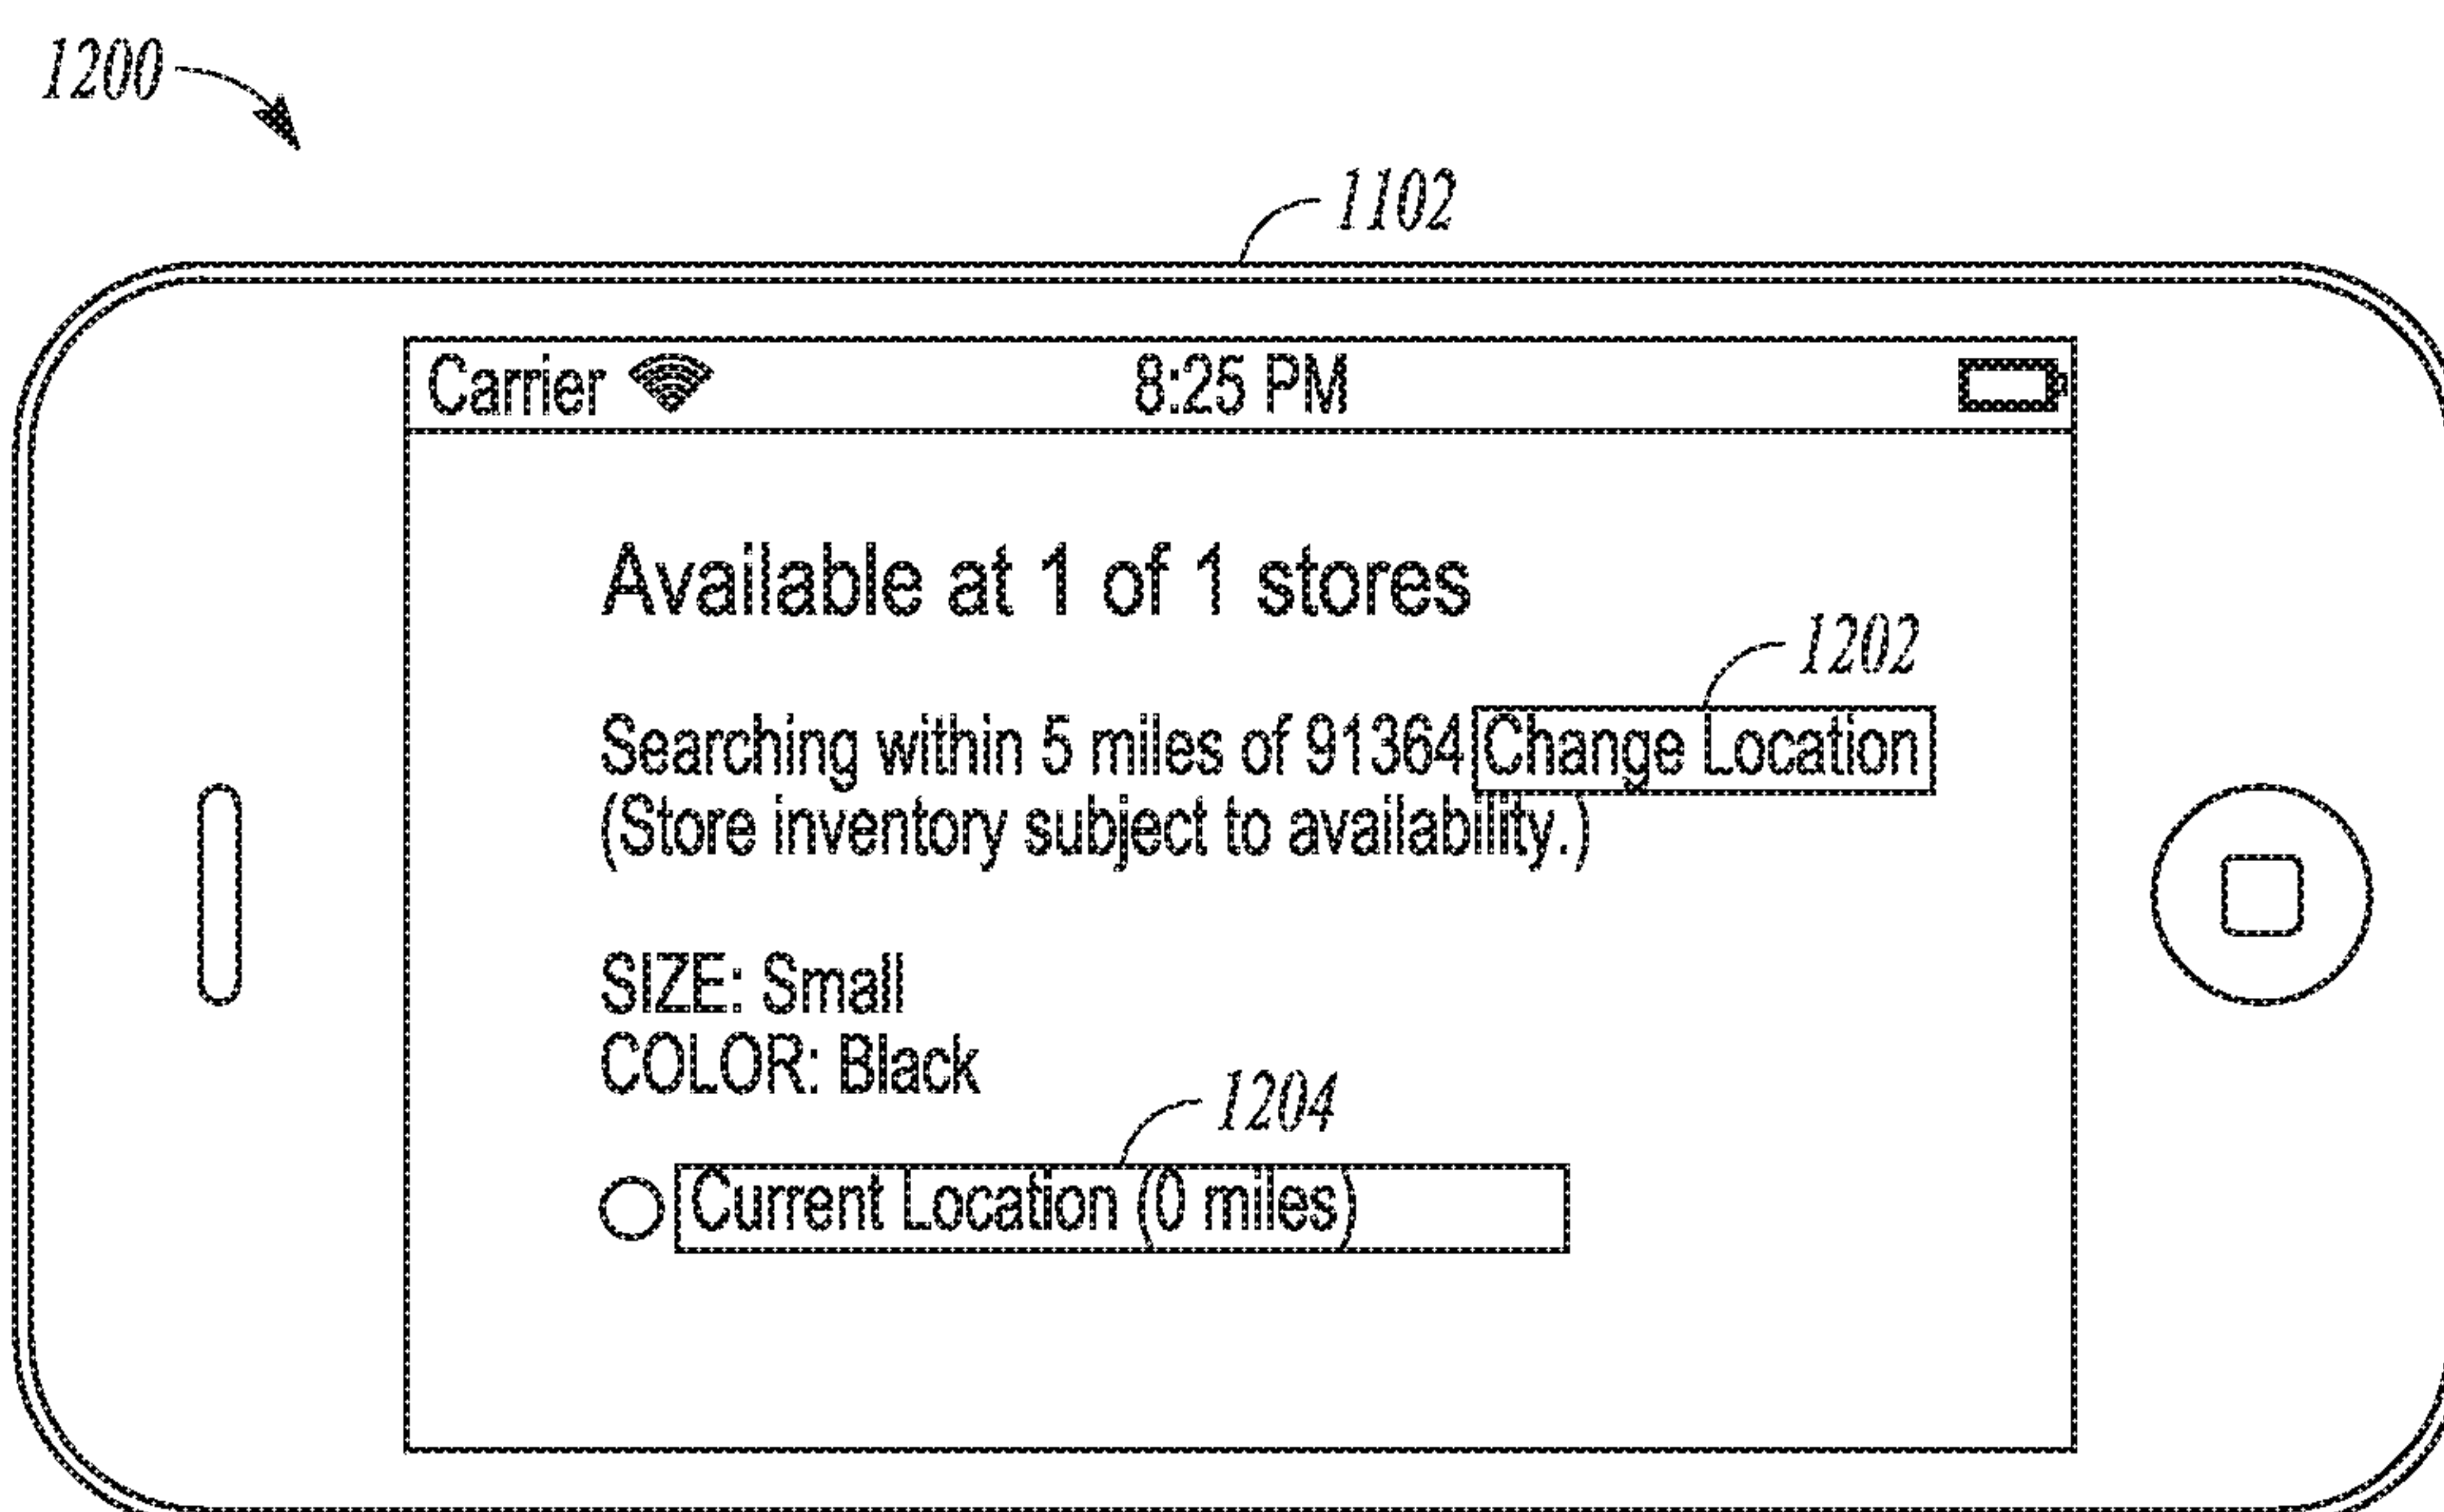 1200
1102
Carrier 8:25 PM
Available at 1 of 1 stores
1202
Searching within 5 miles of 91364 Change Location
(Store inventory subject to availability.)
SIZE: Small
COLOR: Black
1204
Current Location (0 miles)